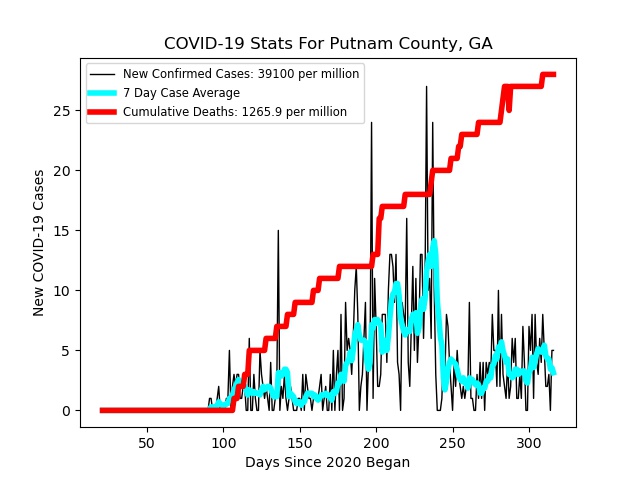 COVID-19 Stats For Putnam County, GA
New Confirmed Cases: 39100 per million
7 Day Case Average
Cumulative Deaths: 1265.9 per million
New COVID-19 Cases
25
20
15
10
5
0
50 100 150 200 250 300
Days Since 2020 Began